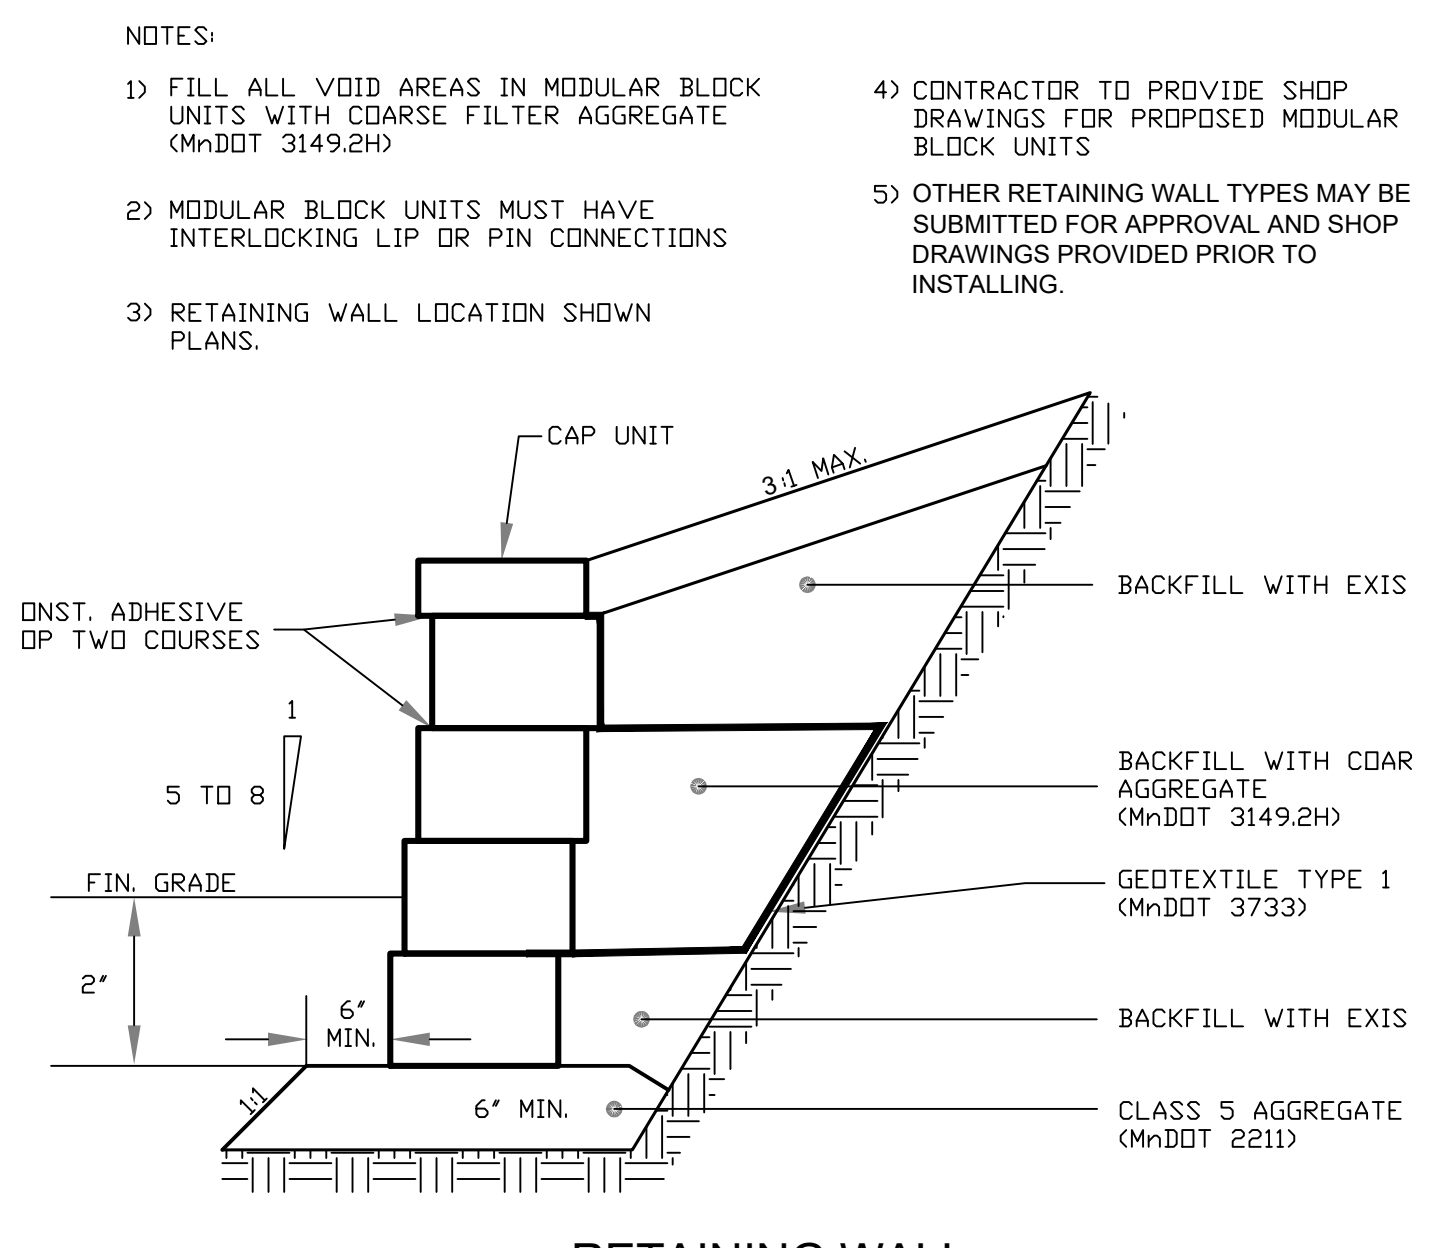 NOTES:
1) FILL ALL VOID AREAS IN MODULAR BLOCK
UNITS WITH COARSE FILTER AGGREGATE
(MnDOT 3149.2H)
2) MODULAR BLOCK UNITS MUST HAVE
INTERLOCKING LIP OR PIN CONNECTIONS
3) RETAINING WALL LOCATION SHOWN
PLANS.
4) CONTRACTOR TO PROVIDE SHOP
DRAWINGS FOR PROPOSED MODULAR
BLOCK UNITS
5) OTHER RETAINING WALL TYPES MAY BE
SUBMITTED FOR APPROVAL AND SHOP
DRAWINGS PROVIDED PRIOR TO
INSTALLING.
CAP UNIT
3:1 MAX.
ONST. ADHESIVE
OP TWO COURSES
1
5 TO 8
FIN. GRADE
2"
6"
MIN.
1:1
6" MIN.
BACKFILL WITH EXIS
BACKFILL WITH COAR
AGGREGATE
(MnDOT 3149.2H)
GEOTEXTILE TYPE 1
(MnDOT 3733)
BACKFILL WITH EXIS
CLASS 5 AGGREGATE
(MnDOT 2211)
RETAINING WALL